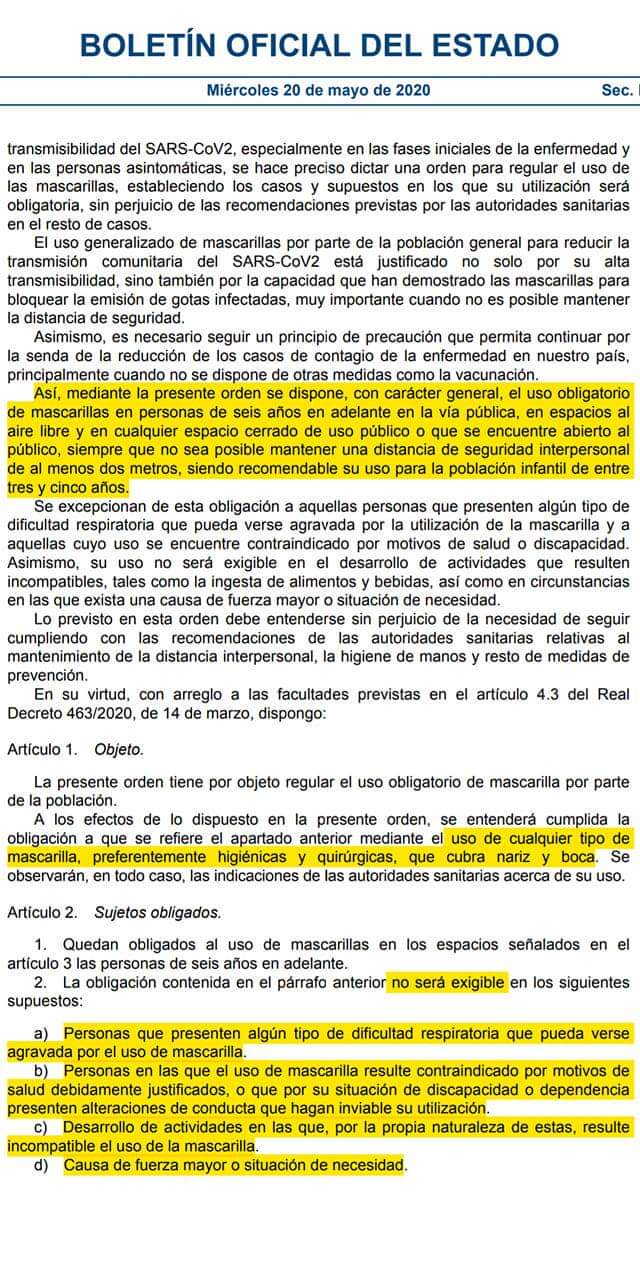 BOLETÍN OFICIAL DEL ESTADO
Miércoles 20 de mayo de 2020 Sec. I
transmisibilidad del SARS-CoV2, especialmente en las fases iniciales de la enfermedad y
en las personas asintomáticas, se hace preciso dictar una orden para regular el uso de
las mascarillas, estableciendo los casos y supuestos en los que su utilización será
obligatoria, sin perjuicio de las recomendaciones previstas por las autoridades sanitarias
en el resto de casos.
El uso generalizado de mascarillas por parte de la población general para reducir la
transmisión comunitaria del SARS-CoV2 está justificado no solo por su alta
transmisibilidad, sino también por la capacidad que han demostrado las mascarillas para
bloquear la emisión de gotas infectadas, muy importante cuando no es posible mantener
la distancia de seguridad.
Asimismo, es necesario seguir un principio de precaución que permita continuar por
la senda de la reducción de los casos de contagio de la enfermedad en nuestro país,
principalmente cuando no se dispone de otras medidas como la vacunación.
Así, mediante la presente orden se dispone, con carácter general, el uso obligatorio
de mascarillas en personas de seis años en adelante en la vía pública, en espacios al
aire libre y en cualquier espacio cerrado de uso público o que se encuentre abierto al
público, siempre que no sea posible mantener una distancia de seguridad interpersonal
de al menos dos metros, siendo recomendable su uso para la población infantil de entre
tres y cinco años.
Se excepcionan de esta obligación a aquellas personas que presenten algún tipo de
dificultad respiratoria que pueda verse agravada por la utilización de la mascarilla y a
aquellas cuyo uso se encuentre contraindicado por motivos de salud o discapacidad.
Asimismo, su uso no será exigible en el desarrollo de actividades que resulten
incompatibles, tales como la ingesta de alimentos y bebidas, así como en circunstancias
en las que exista una causa de fuerza mayor o situación de necesidad.
Lo previsto en esta orden debe entenderse sin perjuicio de la necesidad de seguir
cumpliendo con las recomendaciones de las autoridades sanitarias relativas al
mantenimiento de la distancia interpersonal, la higiene de manos y resto de medidas de
prevención.
En su virtud, con arreglo a las facultades previstas en el artículo 4.3 del Real
Decreto 463/2020, de 14 de marzo, dispongo:
Artículo 1. Objeto.
La presente orden tiene por objeto regular el uso obligatorio de mascarilla por parte
de la población.
A los efectos de lo dispuesto en la presente orden, se entenderá cumplida la
obligación a que se refiere el apartado anterior mediante el uso de cualquier tipo de
mascarilla, preferentemente higiénicas y quirúrgicas, que cubra nariz y boca. Se
observarán, en todo caso, las indicaciones de las autoridades sanitarias acerca de su uso.
Artículo 2. Sujetos obligados.
1. Quedan obligados al uso de mascarillas en los espacios señalados en el
artículo 3 las personas de seis años en adelante.
2. La obligación contenida en el párrafo anterior no será exigible en los siguientes
supuestos:
a) Personas que presenten algún tipo de dificultad respiratoria que pueda verse
agravada por el uso de mascarilla.
b) Personas en las que el uso de mascarilla resulte contraindicado por motivos de
salud debidamente justificados, o que por su situación de discapacidad o dependencia
presenten alteraciones de conducta que hagan inviable su utilización.
c) Desarrollo de actividades en las que, por la propia naturaleza de estas, resulte
incompatible el uso de la mascarilla.
d) Causa de fuerza mayor o situación de necesidad.